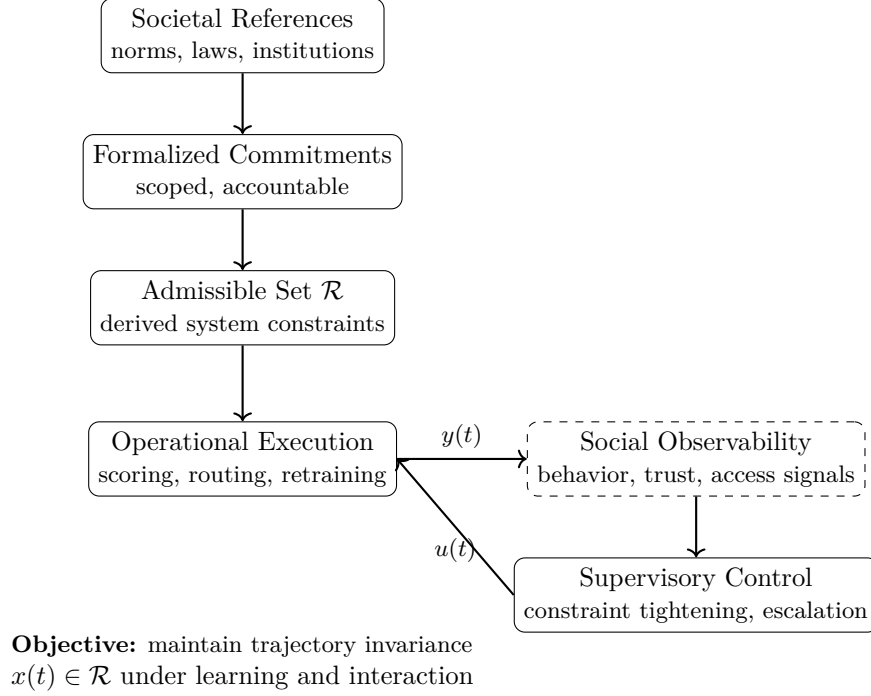 Societal References
norms, laws, institutions
Formalized Commitments
scoped, accountable
Admissible Set ℛ
derived system constraints
Operational Execution
scoring, routing, retraining
y(t)
Social Observability
behavior, trust, access signals
u(t)
Supervisory Control
constraint tightening, escalation
Objective: maintain trajectory invariance
x(t) ∈ ℛ under learning and interaction